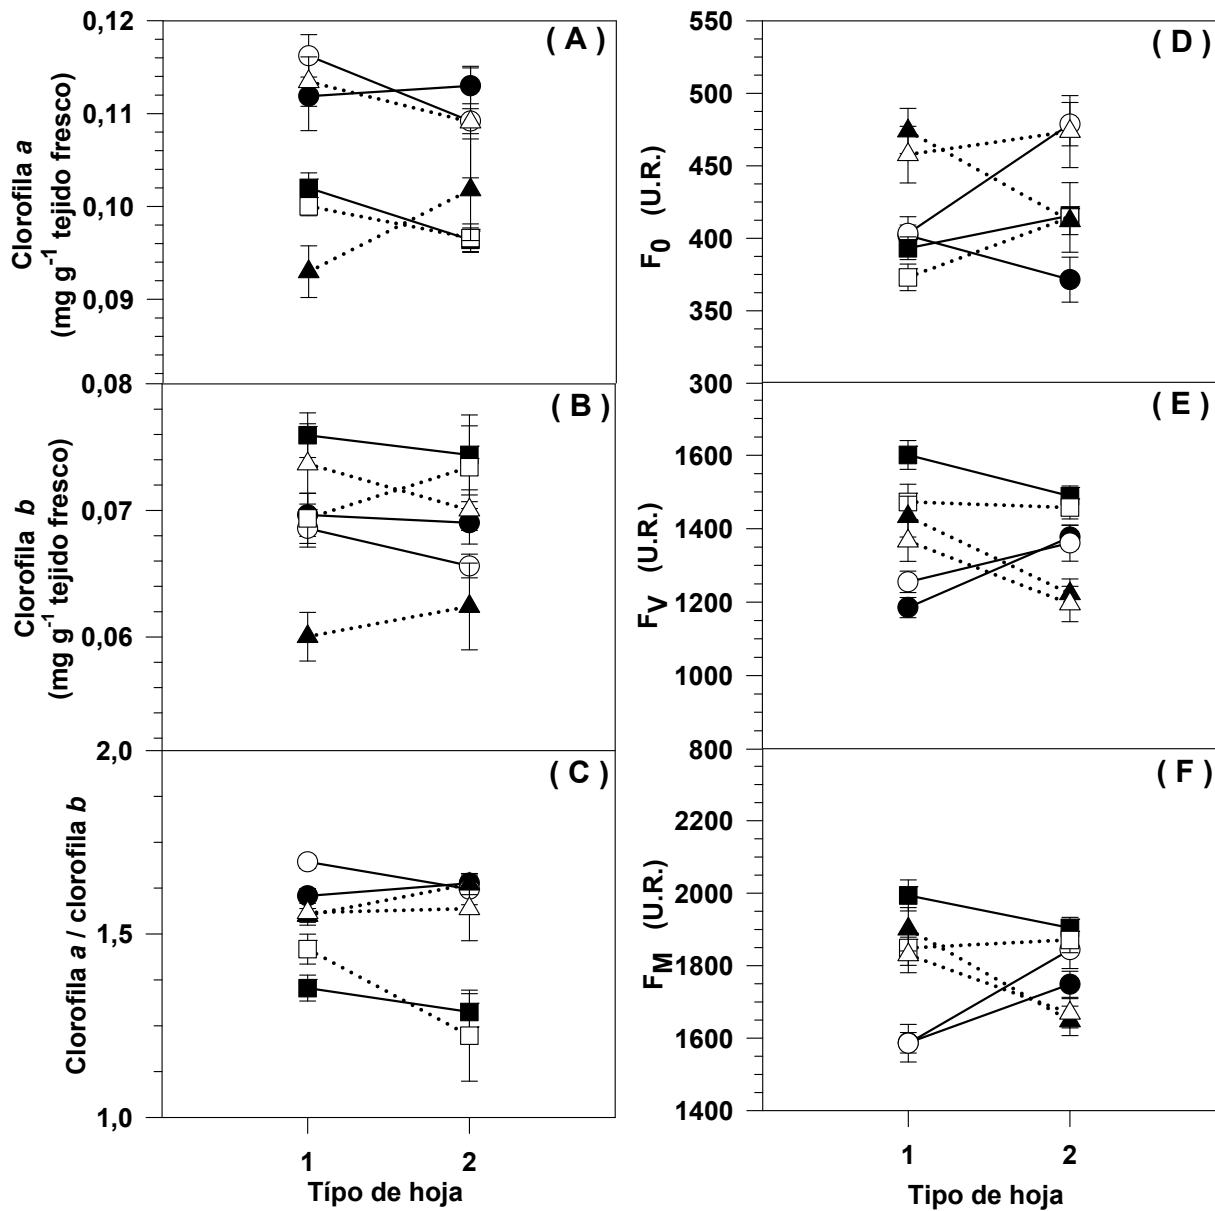 ( A )
0,12
0,11
0,10
0,09
0,08
Clorofila a
(mg g-1 tejido fresco)
( B )
0,07
0,06
2,0
Clorofila b
(mg g-1 tejido fresco)
( C )
1,5
1,0
Clorofila a / clorofila b
1 2
Típo de hoja
( D )
550
500
450
400
350
300
F0 (U.R.)
( E )
1600
1400
1200
1000
800
FV (U.R.)
( F )
2200
2000
1800
1600
1400
FM (U.R.)
1 2
Tipo de hoja